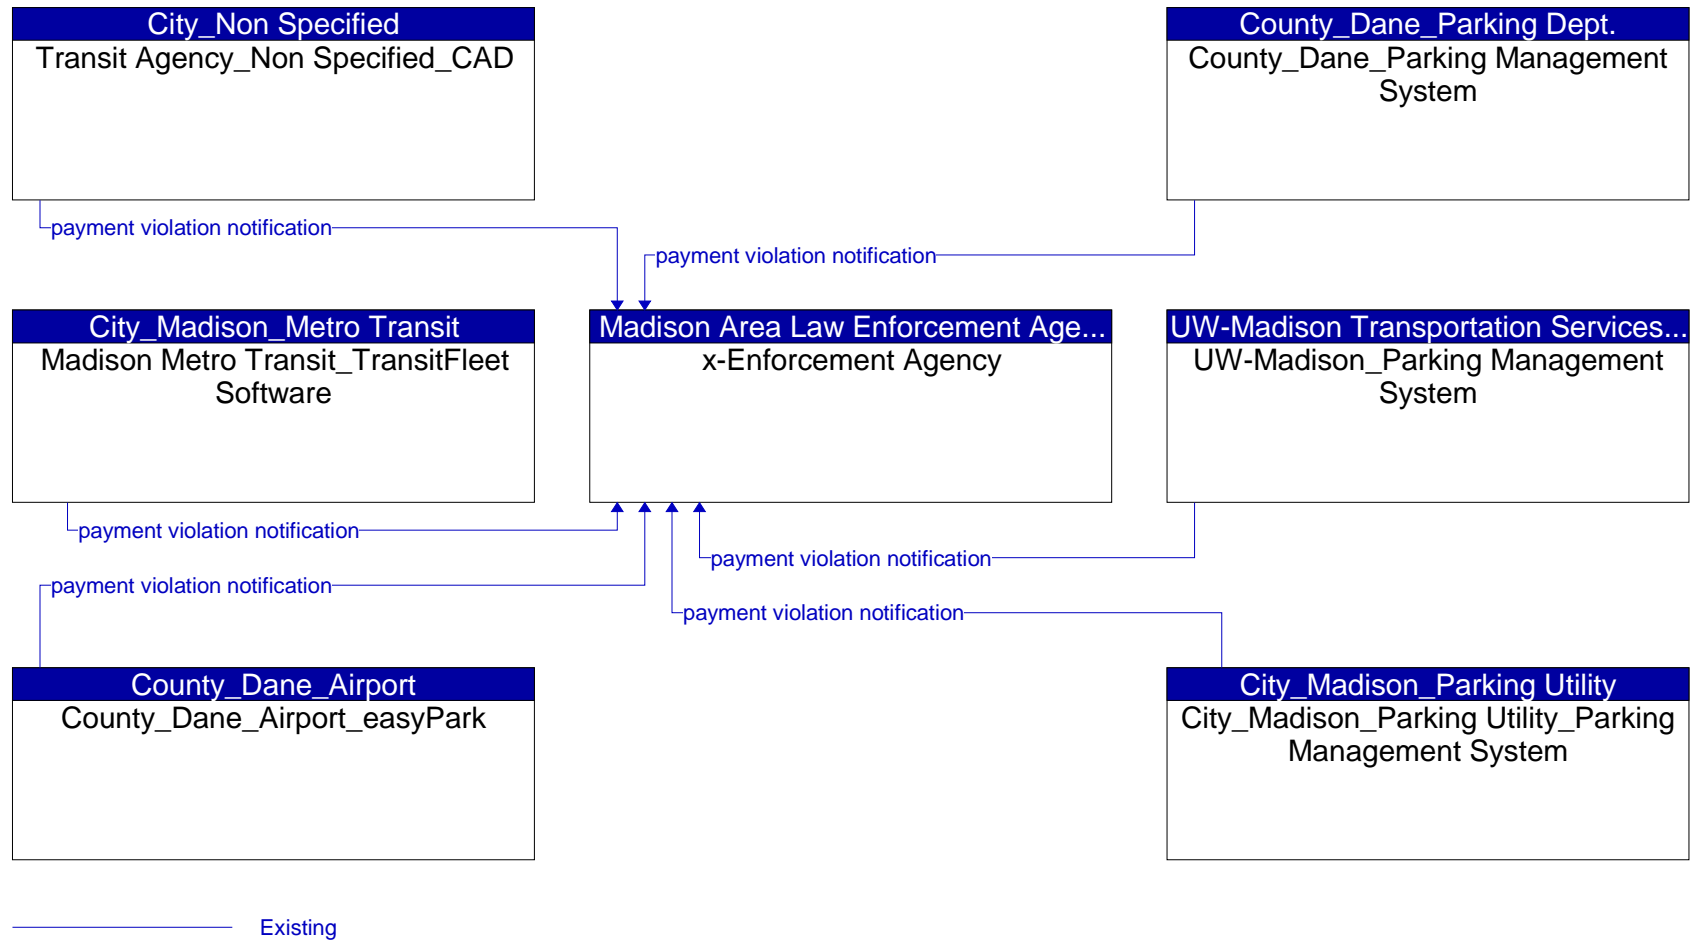 City_Non Specified
Transit Agency_Non Specified_CAD
County_Dane_Parking Dept.
County_Dane_Parking Management
System
payment violation notification
payment violation notification
City_Madison_Metro Transit
Madison Metro Transit_TransitFleet
Software
Madison Area Law Enforcement Age...
x-Enforcement Agency
UW-Madison Transportation Services...
UW-Madison_Parking Management
System
payment violation notification
payment violation notification
payment violation notification
payment violation notification
County_Dane_Airport
County_Dane_Airport_easyPark
City_Madison_Parking Utility
City_Madison_Parking Utility_Parking
Management System
Existing